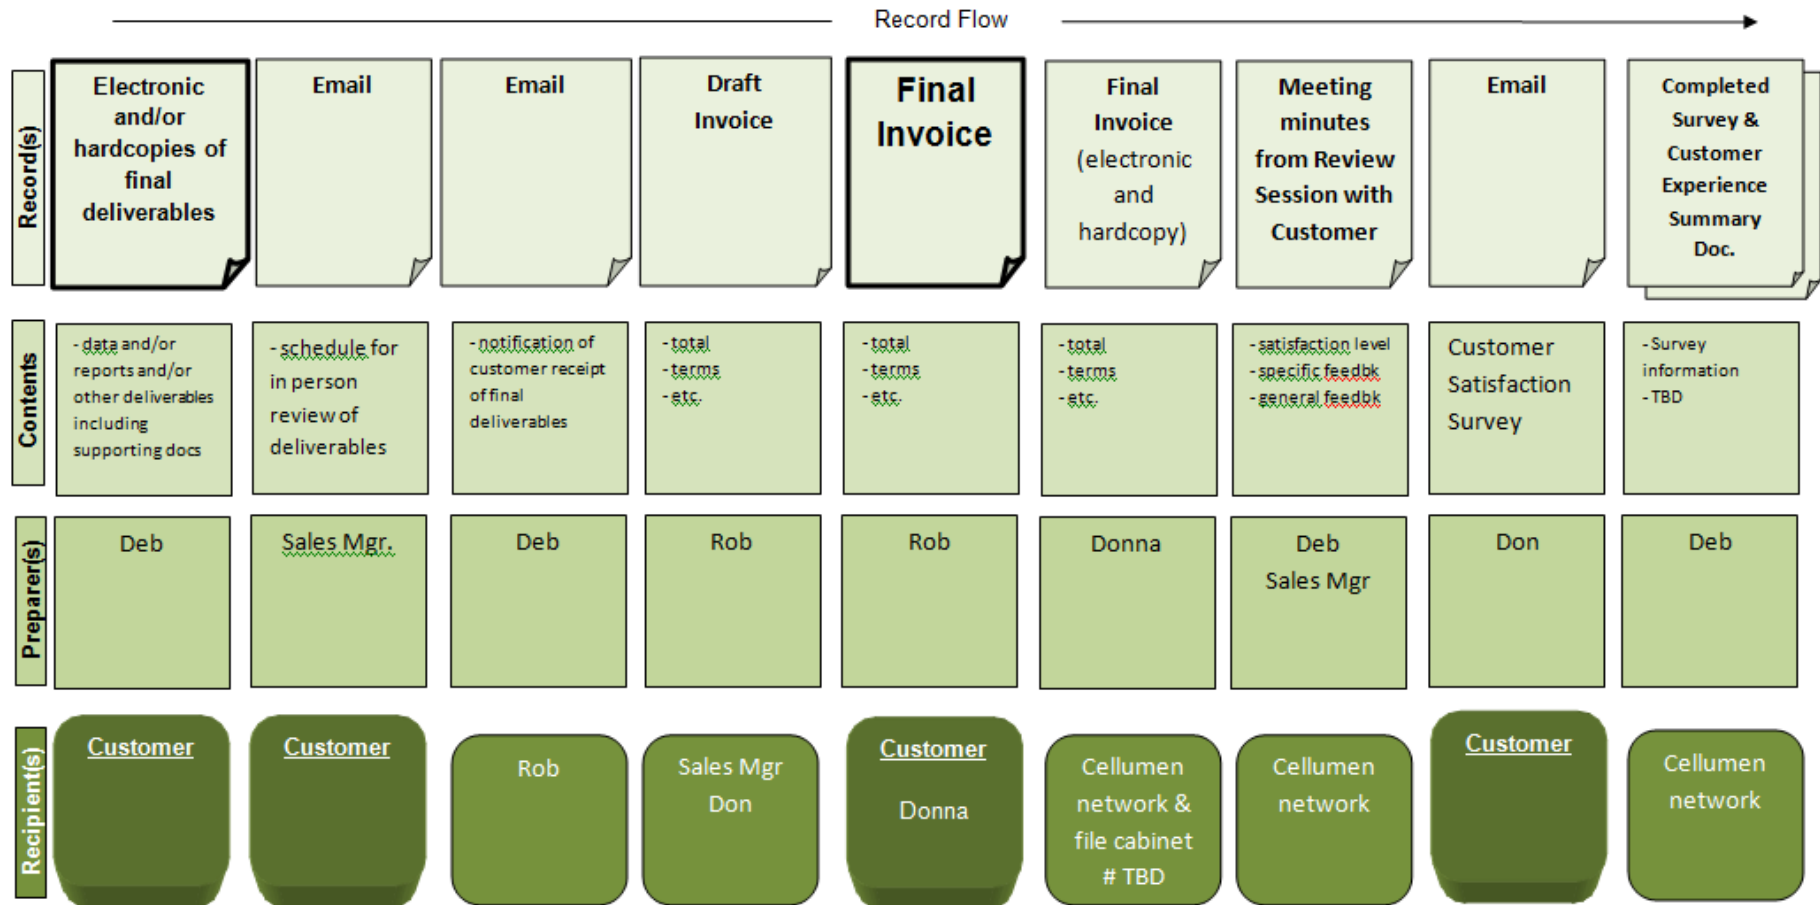 Record Flow
Record(s)
Electronic
and/or
hardcopies of
final
deliverables
Email
Email
Draft
Invoice
Final
Invoice
Final
Invoice
(electronic
and
hardcopy)
Meeting
minutes
from Review
Session with
Customer
Email
Completed
Survey &
Customer
Experience
Summary
Doc.
Contents
- data and/or
reports and/or
other deliverables
including
supporting docs
- schedule for
in person
review of
deliverables
- notification of
customer receipt
of final
deliverables
- total
- terms
- etc.
- total
- terms
- etc.
- total
- terms
- etc.
- satisfaction level
- specific feedbk
- general feedbk
Customer
Satisfaction
Survey
- Survey
information
- TBD
Preparer(s)
Deb
Sales Mgr.
Deb
Rob
Rob
Donna
Deb
Sales Mgr
Don
Deb
Recipient(s)
Customer
Customer
Rob
Sales Mgr
Don
Customer
Donna
Cellumen
network &
file cabinet
# TBD
Cellumen
network
Customer
Cellumen
network